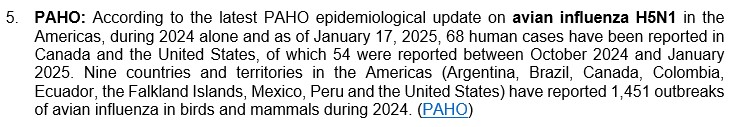 5. PAHO: According to the latest PAHO epidemiological update on avian influenza H5N1 in the
Americas, during 2024 alone and as of January 17, 2025, 68 human cases have been reported in
Canada and the United States, of which 54 were reported between October 2024 and January
2025. Nine countries and territories in the Americas (Argentina, Brazil, Canada, Colombia,
Ecuador, the Falkland Islands, Mexico, Peru and the United States) have reported 1,451 outbreaks
of avian influenza in birds and mammals during 2024. (PAHO)